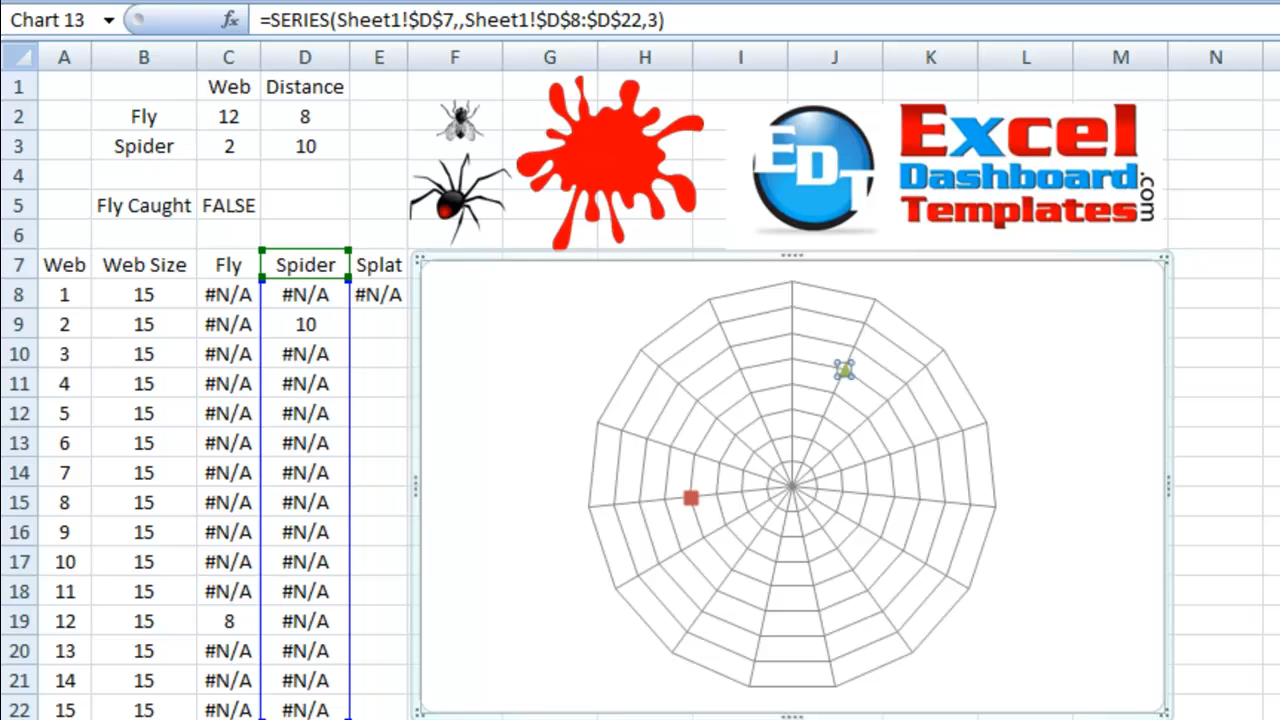 Chart 13 fx =SERIES(Sheet1!$D$7,,Sheet1!$D$8:$D$22,3)
A B C D E F G H I J K L M N
1 Web Distance
2 Fly 12 8
3 Spider 2 10
4
5 Fly Caught FALSE
6
EDT
Excel
Dashboard
Templates
.com
7 Web Web Size Fly Spider Splat
8 1 15 #N/A #N/A #N/A
9 2 15 #N/A 10
10 3 15 #N/A #N/A
11 4 15 #N/A #N/A
12 5 15 #N/A #N/A
13 6 15 #N/A #N/A
14 7 15 #N/A #N/A
15 8 15 #N/A #N/A
16 9 15 #N/A #N/A
17 10 15 #N/A #N/A
18 11 15 #N/A #N/A
19 12 15 8 #N/A
20 13 15 #N/A #N/A
21 14 15 #N/A #N/A
22 15 15 #N/A #N/A